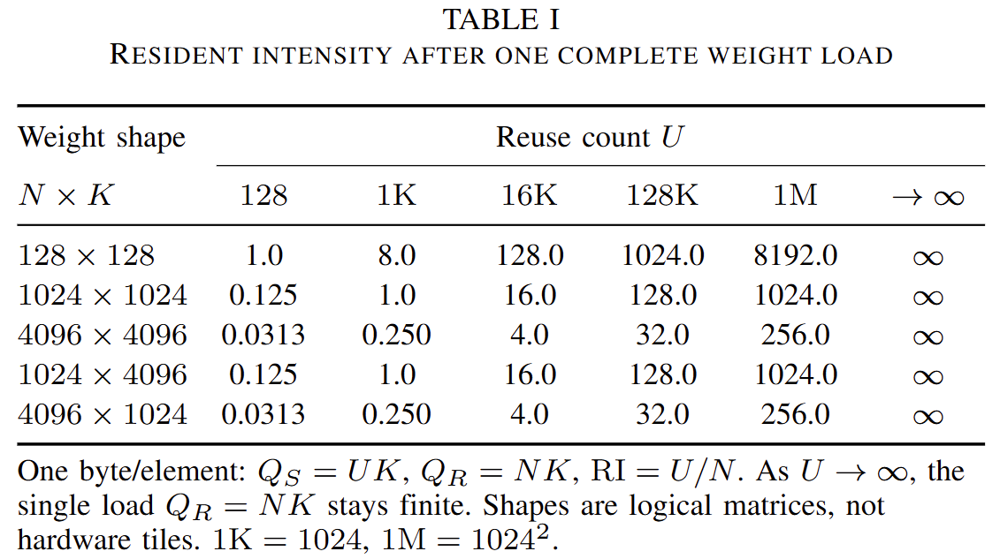 TABLE I
RESIDENT INTENSITY AFTER ONE COMPLETE WEIGHT LOAD
Weight shape Reuse count U
N × K 128 1K 16K 128K 1M → ∞
128 × 128 1.0 8.0 128.0 1024.0 8192.0 ∞
1024 × 1024 0.125 1.0 16.0 128.0 1024.0 ∞
4096 × 4096 0.0313 0.250 4.0 32.0 256.0 ∞
1024 × 4096 0.125 1.0 16.0 128.0 1024.0 ∞
4096 × 1024 0.0313 0.250 4.0 32.0 256.0 ∞
One byte/element: Q_S = UK, Q_R = NK, RI = U/N. As U → ∞, the
single load Q_R = NK stays finite. Shapes are logical matrices, not
hardware tiles. 1K = 1024, 1M = 1024².